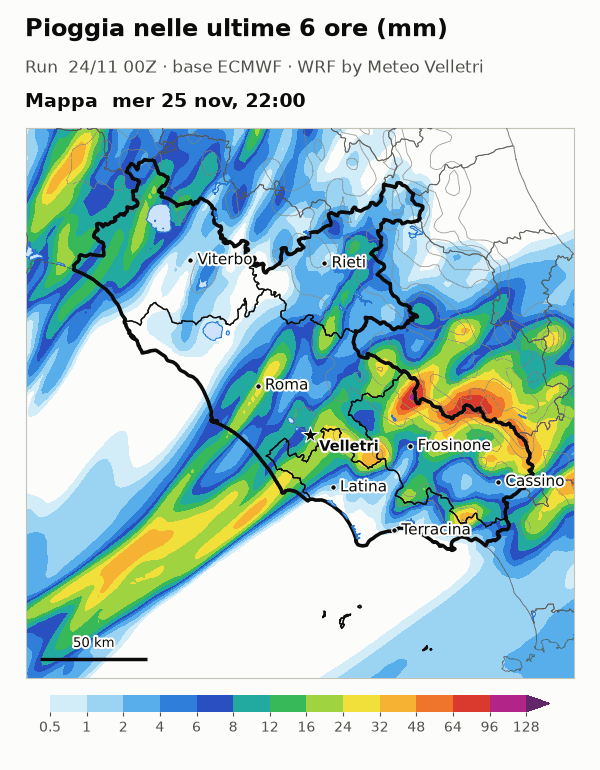 Pioggia nelle ultime 6 ore (mm)
Run  24/11 00Z · base ECMWF · WRF by Meteo Velletri
Mappa  mer 25 nov, 22:00
Viterbo
Rieti
Roma
Velletri
Frosinone
Cassino
Latina
Terracina
50 km
0.5 1 2 4 6 8 12 16 24 32 48 64 96 128